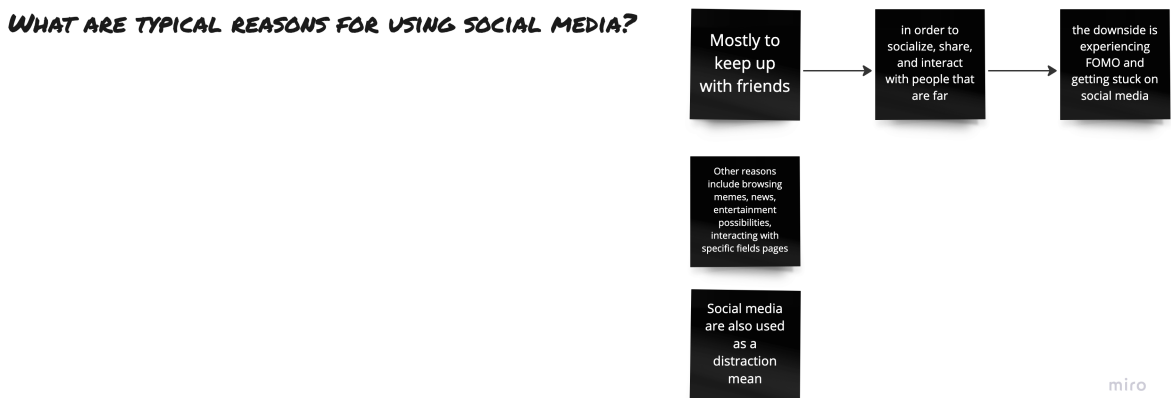 WHAT ARE TYPICAL REASONS FOR USING SOCIAL MEDIA?
Mostly to
keep up
with friends
in order to
socialize, share,
and interact
with people that
are far
the downside is
experiencing
FOMO and
getting stuck on
social media
Other reasons
include browsing
memes, news,
entertainment
possibilities,
interacting with
specific fields pages
Social media
are also used
as a
distraction
mean
miro